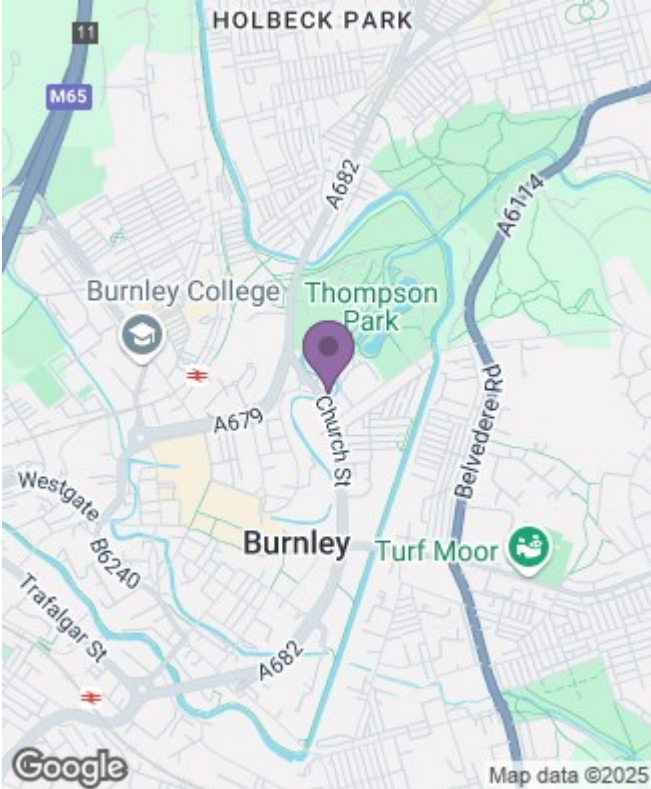 HOLBECK PARK
11
M65
A682
A6114
Burnley College
Thompson
Park
A679
Church St
Belvedere Rd
Westgate
B6240
Burnley
Turf Moor
Trafalgar St
A682
Google
Map data ©2025